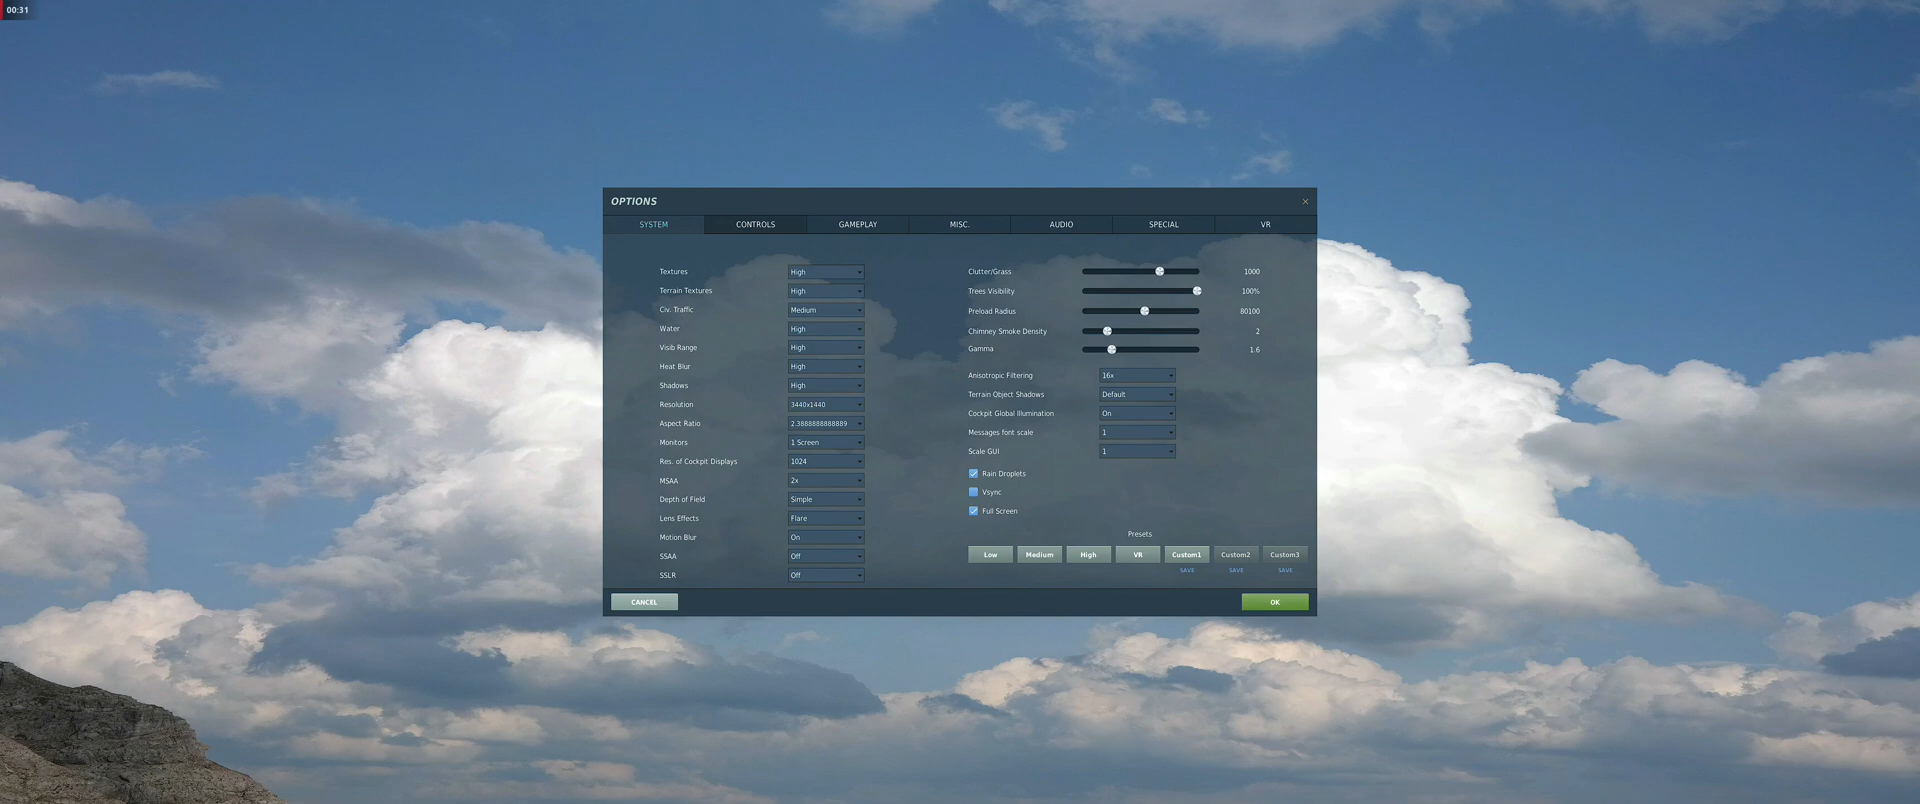 00:31
OPTIONS
SYSTEM CONTROLS GAMEPLAY MISC. AUDIO SPECIAL VR
Textures High
Terrain Textures High
Civ. Traffic Medium
Water High
Visib Range High
Heat Blur High
Shadows High
Resolution 3440x1440
Aspect Ratio 2.3888888888889
Monitors 1 Screen
Res. of Cockpit Displays 1024
MSAA 2x
Depth of Field Simple
Lens Effects Flare
Motion Blur On
SSAA Off
SSLR Off
Clutter/Grass 1000
Trees Visibility 100%
Preload Radius 80100
Chimney Smoke Density 2
Gamma 1.6
Anisotropic Filtering 16x
Terrain Object Shadows Default
Cockpit Global Illumination On
Messages font scale 1
Scale GUI 1
Rain Droplets
Vsync
Full Screen
Presets
Low Medium High VR Custom1 Custom2 Custom3
SAVE SAVE SAVE
CANCEL OK